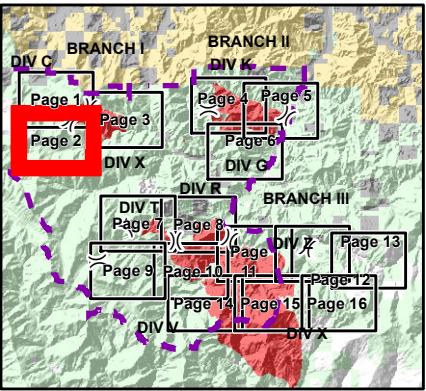 BRANCH I
BRANCH II
DIV C
DIV K
Page 1
Page 4
Page 5
Page 3
Page 2
Page 6
DIV X
DIV G
DIV R
BRANCH III
DIV T
Page 7
Page 8
DIV Z
Page 13
Page
11
Page 9
Page 10
Page 12
Page 14
Page 15
Page 16
DIV V
DIV X